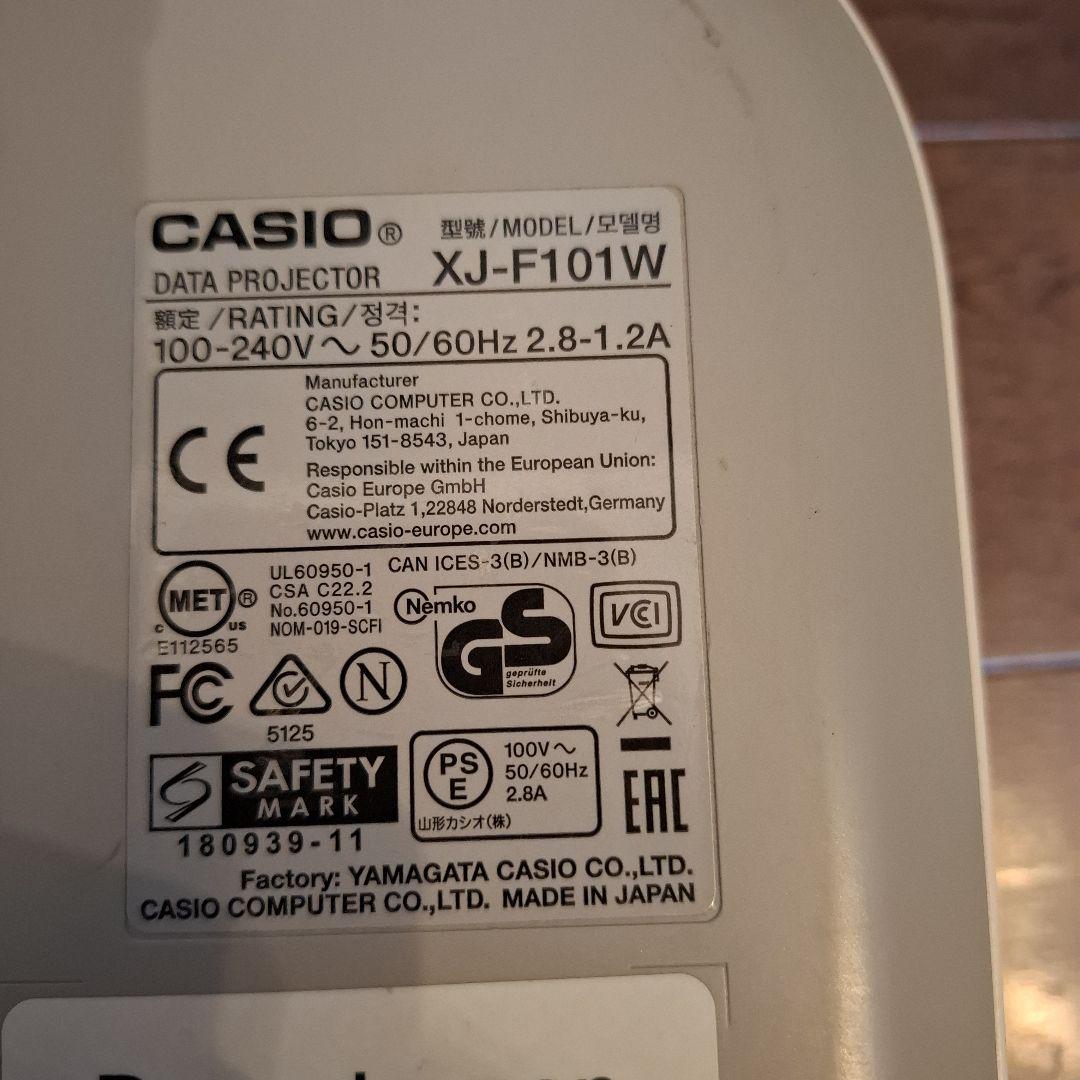 CASIO®
型號/MODEL/모델명
DATA PROJECTOR
XJ-F101W
額定/RATING/정격:
100-240V～ 50/60Hz 2.8-1.2A
CE
Manufacturer
CASIO COMPUTER CO.,LTD.
6-2, Hon-machi 1-chome, Shibuya-ku,
Tokyo 151-8543, Japan
Responsible within the European Union:
Casio Europe GmbH
Casio-Platz 1,22848 Norderstedt,Germany
www.casio-europe.com
MET®
C US
E112565
UL60950-1
CSA C22.2
No.60950-1
NOM-019-SCFI
CAN ICES-3(B)/NMB-3(B)
Nemko
GS
geprüfte
Sicherheit
VCI
FC
5125
N
SAFETY
MARK
180939-11
PS
E
100V～
50/60Hz
2.8A
山形カシオ(株)
EAC
Factory: YAMAGATA CASIO CO.,LTD.
CASIO COMPUTER CO.,LTD. MADE IN JAPAN